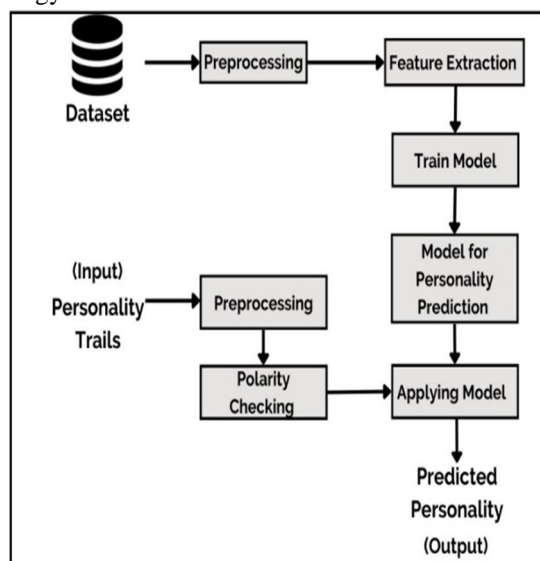 gy
Dataset
Preprocessing
Feature Extraction
Train Model
Model for
Personality
Prediction
(Input)
Personality
Trails
Preprocessing
Polarity
Checking
Applying Model
Predicted
Personality
(Output)